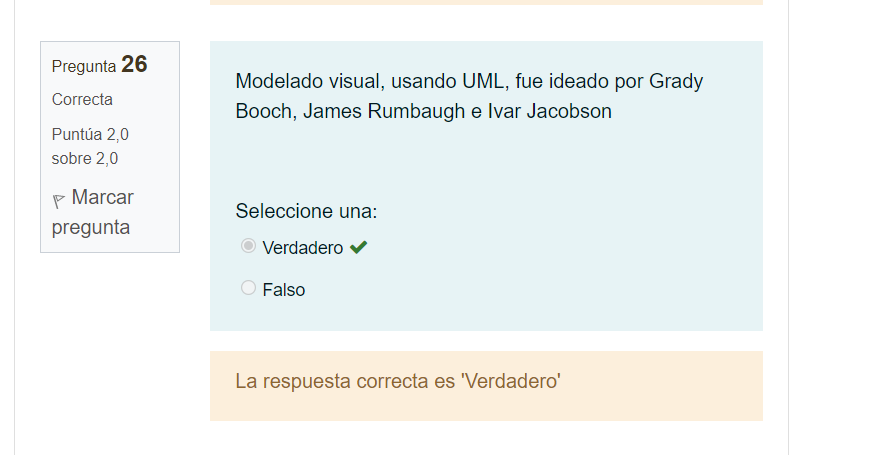 Pregunta 26
Correcta
Puntúa 2,0
sobre 2,0
Marcar
pregunta
Modelado visual, usando UML, fue ideado por Grady
Booch, James Rumbaugh e Ivar Jacobson
Seleccione una:
Verdadero
Falso
La respuesta correcta es 'Verdadero'